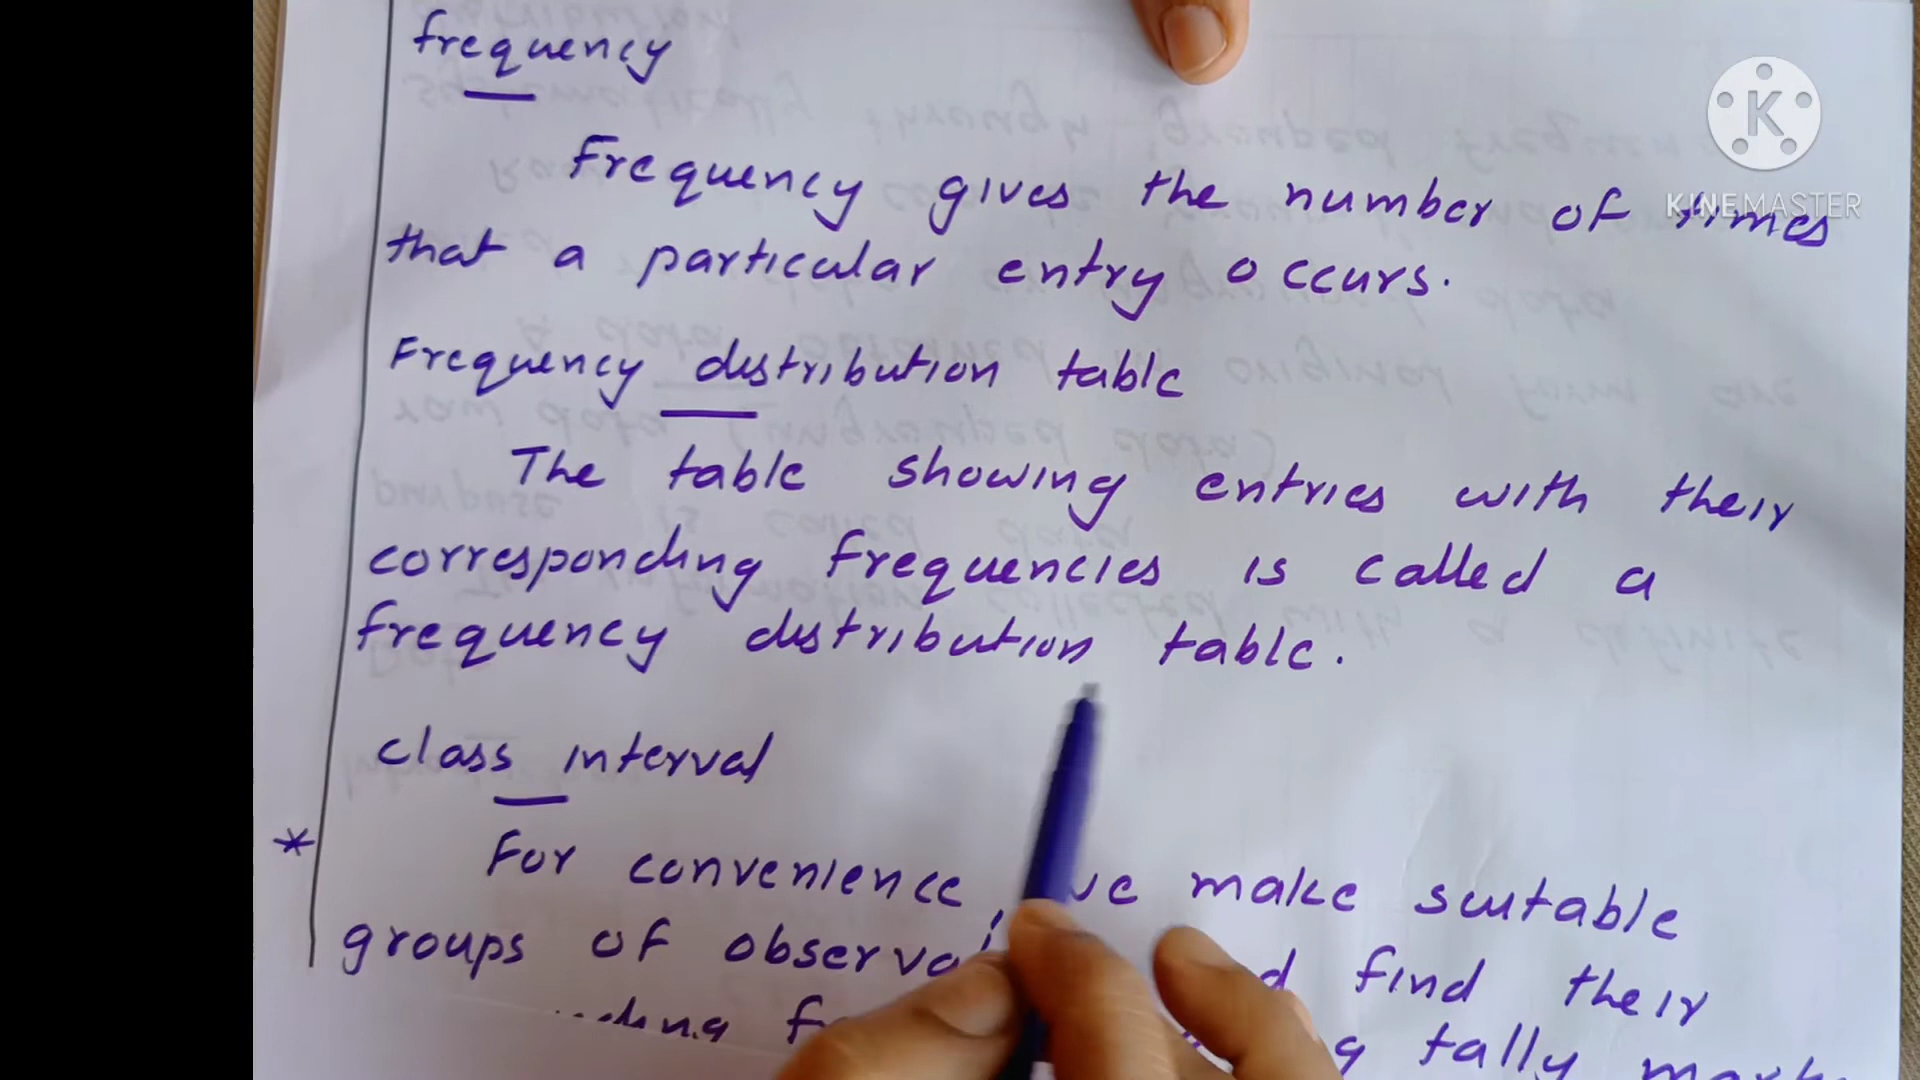 frequency
Frequency gives the number of times
that a particular entry occurs.
Frequency distribution table
The table showing entries with their
corresponding frequencies is called a
frequency distribution table.
class interval
* For convenience, we make suitable
groups of find their
tally
K
KINEMASTER